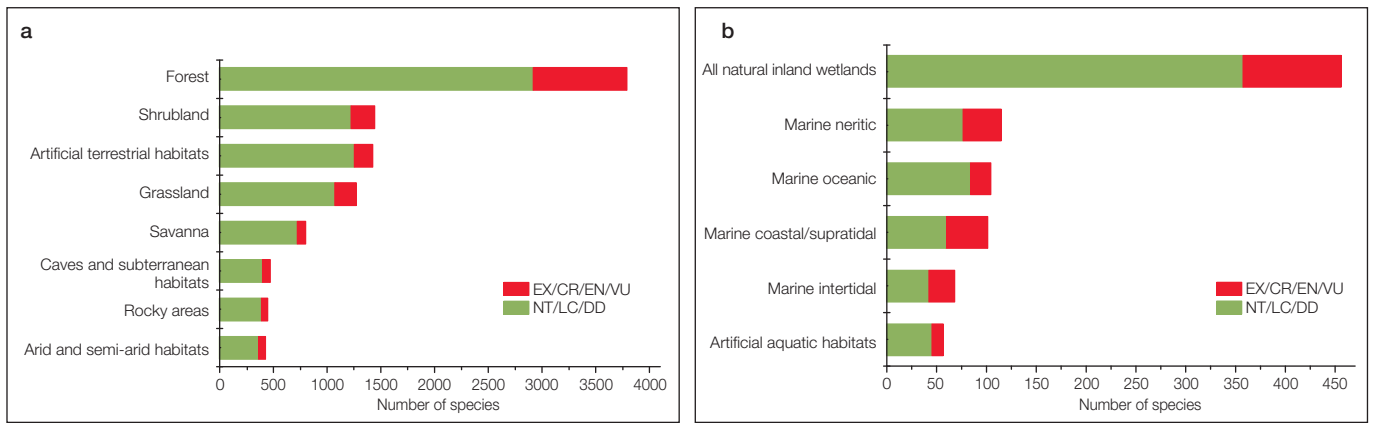 a
Forest
Shrubland
Artificial terrestrial habitats
Grassland
Savanna
Caves and subterranean
habitats
Rocky areas
Arid and semi-arid habitats
EX/CR/EN/VU
NT/LC/DD
0 500 1000 1500 2000 2500 3000 3500 4000
Number of species
b
All natural inland wetlands
Marine neritic
Marine oceanic
Marine coastal/supratidal
Marine intertidal
Artificial aquatic habitats
EX/CR/EN/VU
NT/LC/DD
0 50 100 150 200 250 300 350 400 450
Number of species